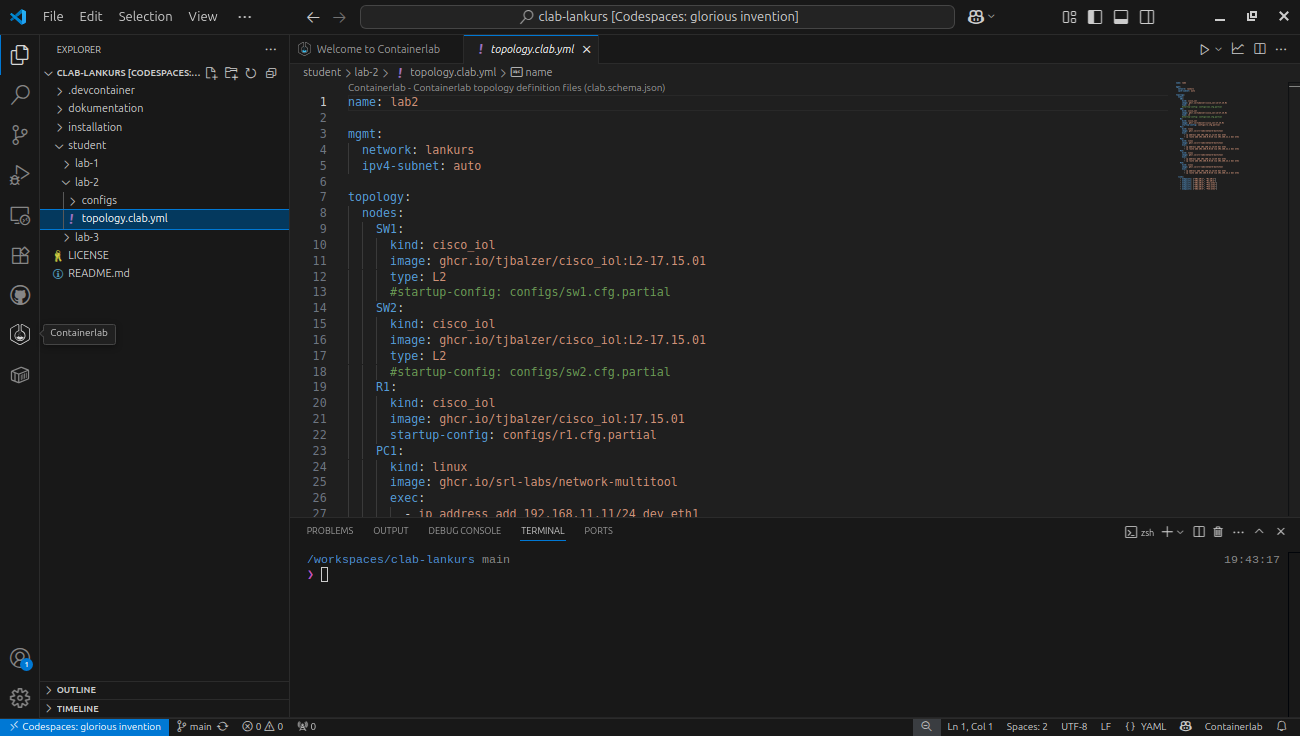 File Edit Selection View ···
clab-lankurs [Codespaces: glorious invention]
EXPLORER
CLAB-LANKURS [CODESPACES:...
.devcontainer
dokumentation
installation
student
lab-1
lab-2
configs
! topology.clab.yml
lab-3
LICENSE
README.md
Containerlab
OUTLINE
TIMELINE
Welcome to Containerlab
! topology.clab.yml
student > lab-2 > ! topology.clab.yml > name
Containerlab - Containerlab topology definition files (clab.schema.json)
1 name: lab2
2
3 mgmt:
4 network: lankurs
5 ipv4-subnet: auto
6
7 topology:
8 nodes:
9 SW1:
10 kind: cisco_iol
11 image: ghcr.io/tjbalzer/cisco_iol:L2-17.15.01
12 type: L2
13 #startup-config: configs/sw1.cfg.partial
14 SW2:
15 kind: cisco_iol
16 image: ghcr.io/tjbalzer/cisco_iol:L2-17.15.01
17 type: L2
18 #startup-config: configs/sw2.cfg.partial
19 R1:
20 kind: cisco_iol
21 image: ghcr.io/tjbalzer/cisco_iol:17.15.01
22 startup-config: configs/r1.cfg.partial
23 PC1:
24 kind: linux
25 image: ghcr.io/srl-labs/network-multitool
26 exec:
27 - ip address add 192.168.11.11/24 dev eth1
PROBLEMS OUTPUT DEBUG CONSOLE TERMINAL PORTS
zsh
/workspaces/clab-lankurs main 19:43:17
❯
1
Codespaces: glorious invention main 0 0 0
Ln 1, Col 1 Spaces: 2 UTF-8 LF {} YAML Containerlab